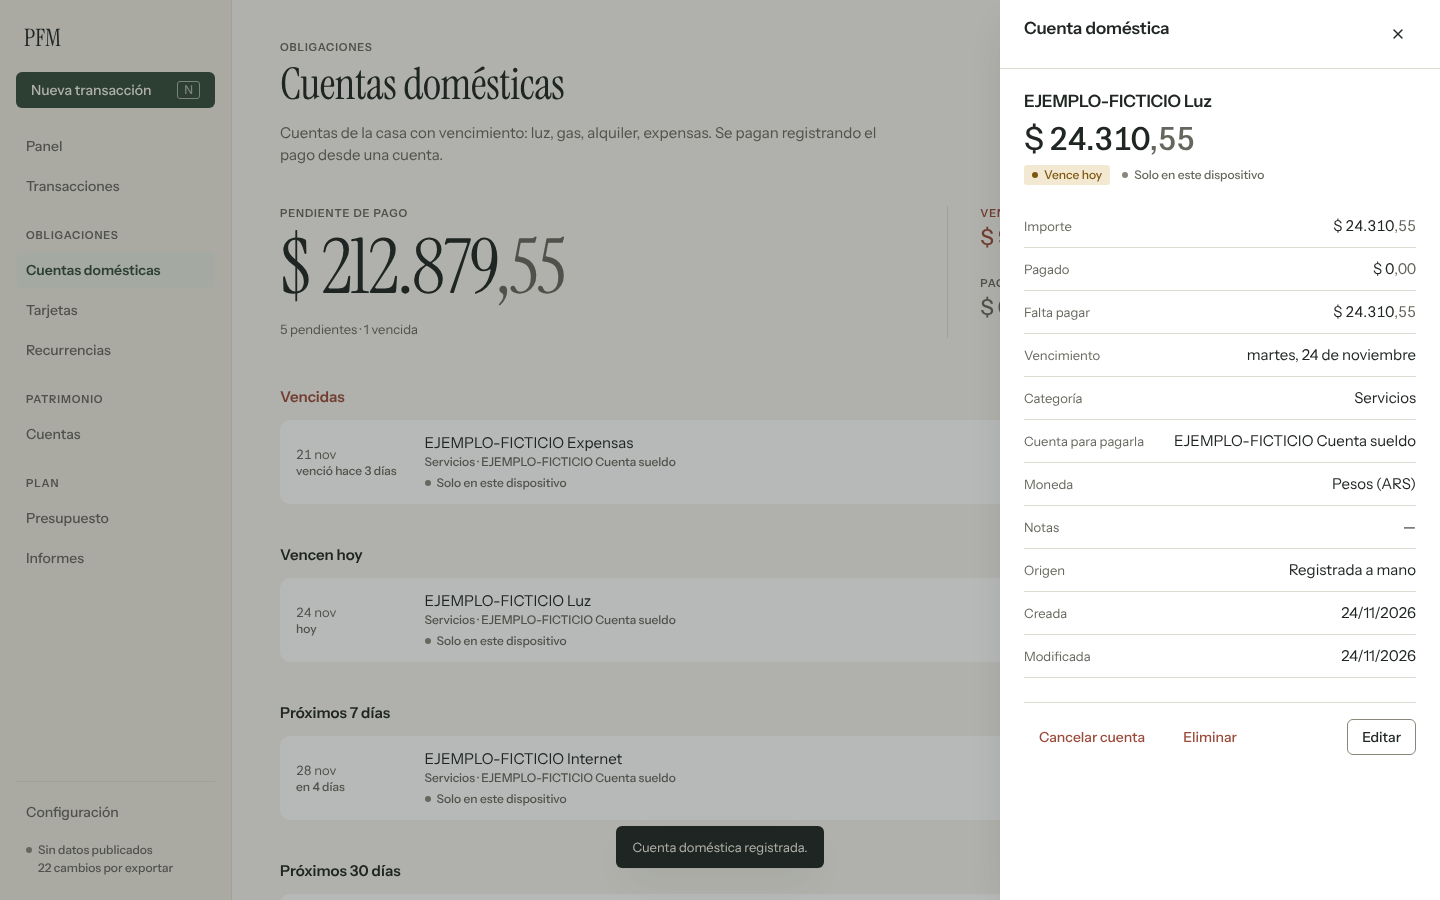 PFM
Nueva transacción N
Panel
Transacciones
OBLIGACIONES
Cuentas domésticas
Tarjetas
Recurrencias
PATRIMONIO
Cuentas
PLAN
Presupuesto
Informes
Configuración
Sin datos publicados
22 cambios por exportar
OBLIGACIONES
Cuentas domésticas
Cuentas de la casa con vencimiento: luz, gas, alquiler, expensas. Se pagan registrando el
pago desde una cuenta.
PENDIENTE DE PAGO
$ 212.879,55
5 pendientes · 1 vencida
Vencidas
21 nov
venció hace 3 días
EJEMPLO-FICTICIO Expensas
Servicios · EJEMPLO-FICTICIO Cuenta sueldo
Solo en este dispositivo
Vencen hoy
24 nov
hoy
EJEMPLO-FICTICIO Luz
Servicios · EJEMPLO-FICTICIO Cuenta sueldo
Solo en este dispositivo
Próximos 7 días
28 nov
en 4 días
EJEMPLO-FICTICIO Internet
Servicios · EJEMPLO-FICTICIO Cuenta sueldo
Solo en este dispositivo
Próximos 30 días
Cuenta doméstica registrada.
Cuenta doméstica
×
EJEMPLO-FICTICIO Luz
$ 24.310,55
Vence hoy Solo en este dispositivo
Importe $ 24.310,55
Pagado $ 0,00
Falta pagar $ 24.310,55
Vencimiento martes, 24 de noviembre
Categoría Servicios
Cuenta para pagarla EJEMPLO-FICTICIO Cuenta sueldo
Moneda Pesos (ARS)
Notas —
Origen Registrada a mano
Creada 24/11/2026
Modificada 24/11/2026
Cancelar cuenta Eliminar Editar